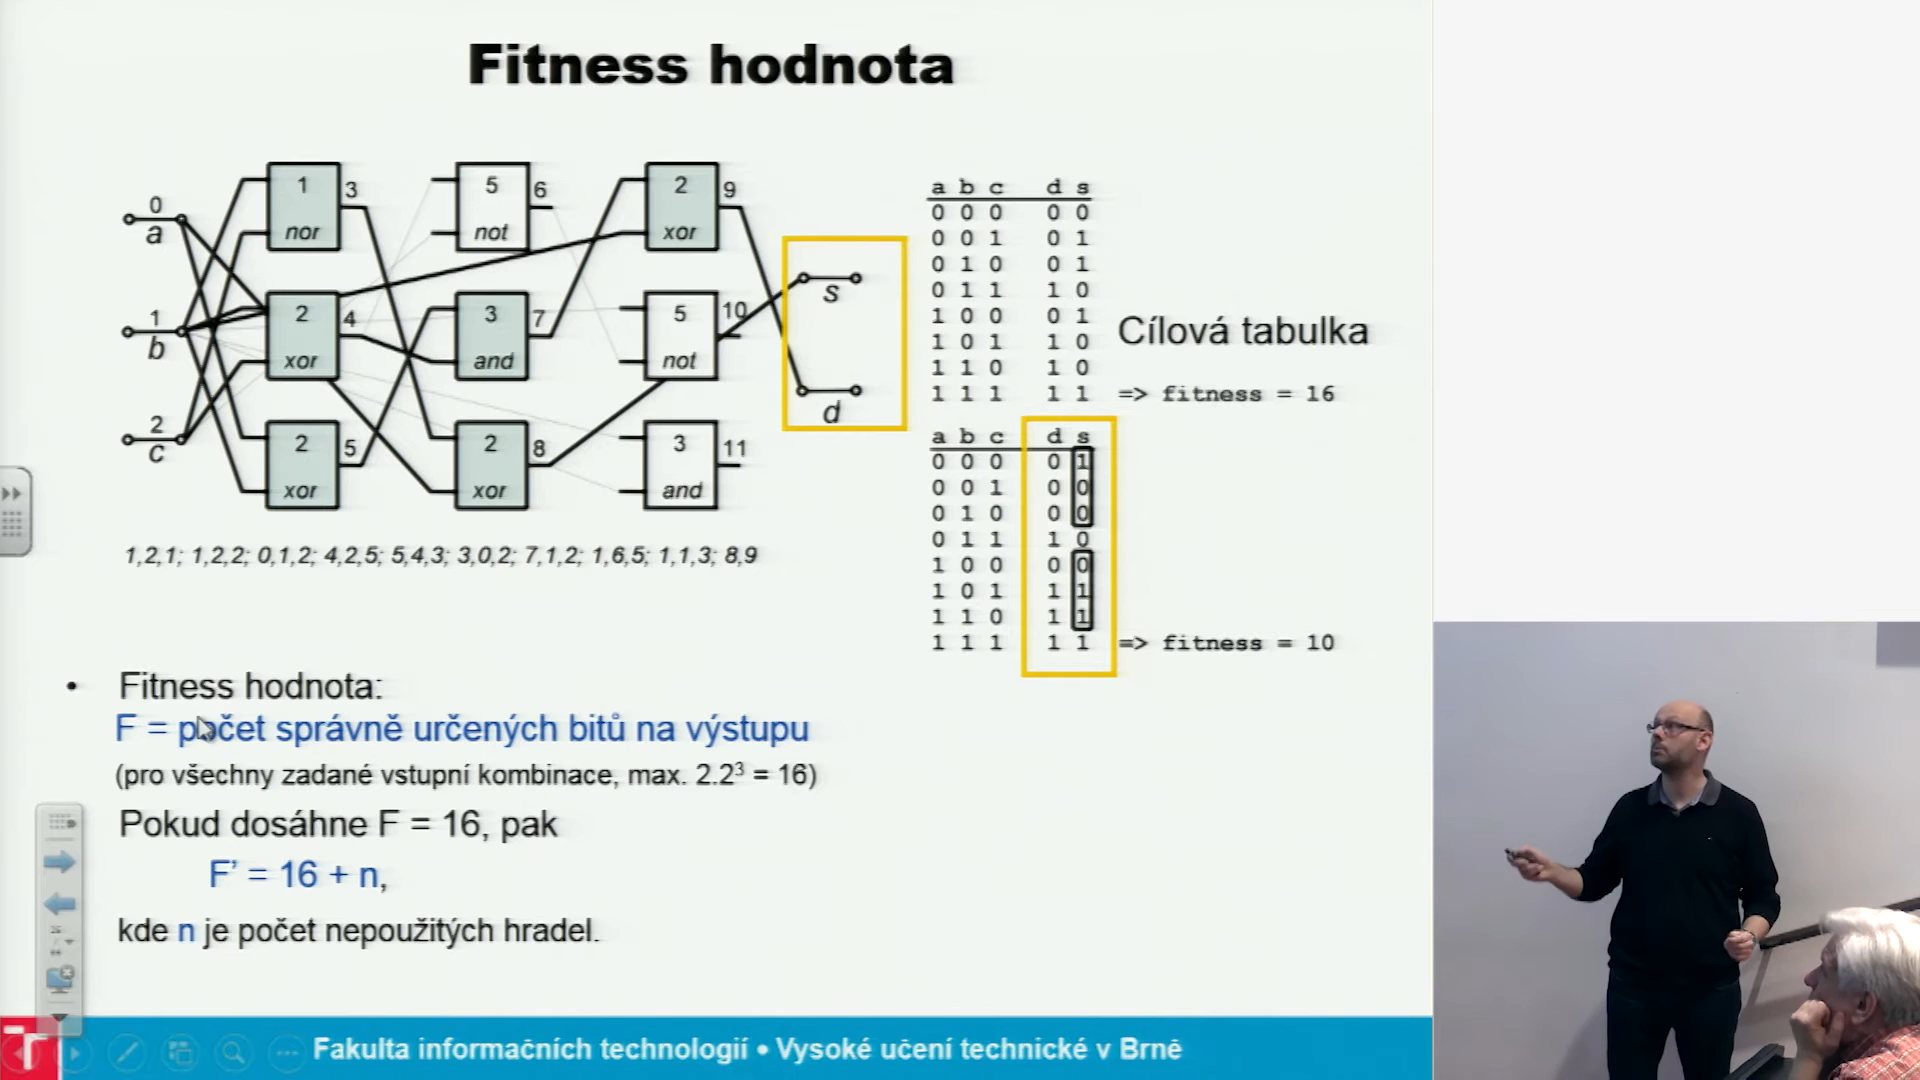 Fitness hodnota
0
a
1
b
2
c
1
nor
3
2
xor
4
2
xor
5
5
not
6
3
and
7
2
xor
8
2
xor
9
5
not
10
3
and
11
s
d
1,2,1; 1,2,2; 0,1,2; 4,2,5; 5,4,3; 3,0,2; 7,1,2; 1,6,5; 1,1,3; 8,9
a b c d s
0 0 0 0 0
0 0 1 0 1
0 1 0 0 1
0 1 1 1 0
1 0 0 0 1
1 0 1 1 0
1 1 0 1 0
1 1 1 1 1 => fitness = 16
Cílová tabulka
a b c d s
0 0 0 0 1
0 0 1 0 0
0 1 0 0 0
0 1 1 1 0
1 0 0 0 0
1 0 1 1 1
1 1 0 1 1
1 1 1 1 1 => fitness = 10
• Fitness hodnota:
F = počet správně určených bitů na výstupu
(pro všechny zadané vstupní kombinace, max. 2.2³ = 16)
Pokud dosáhne F = 16, pak
F' = 16 + n,
kde n je počet nepoužitých hradel.
Fakulta informačních technologií • Vysoké učení technické v Brně